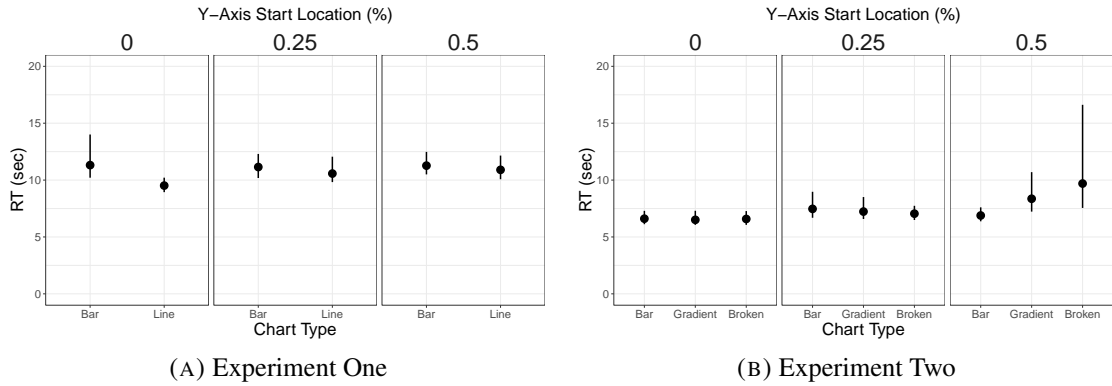 Y−Axis Start Location (%)
0 0.25 0.5
20
15
10
5
0
RT (sec)
Bar Line Bar Line Bar Line
Chart Type
(A) Experiment One
Y−Axis Start Location (%)
0 0.25 0.5
20
15
10
5
0
RT (sec)
Bar Gradient Broken Bar Gradient Broken Bar Gradient Broken
Chart Type
(B) Experiment Two